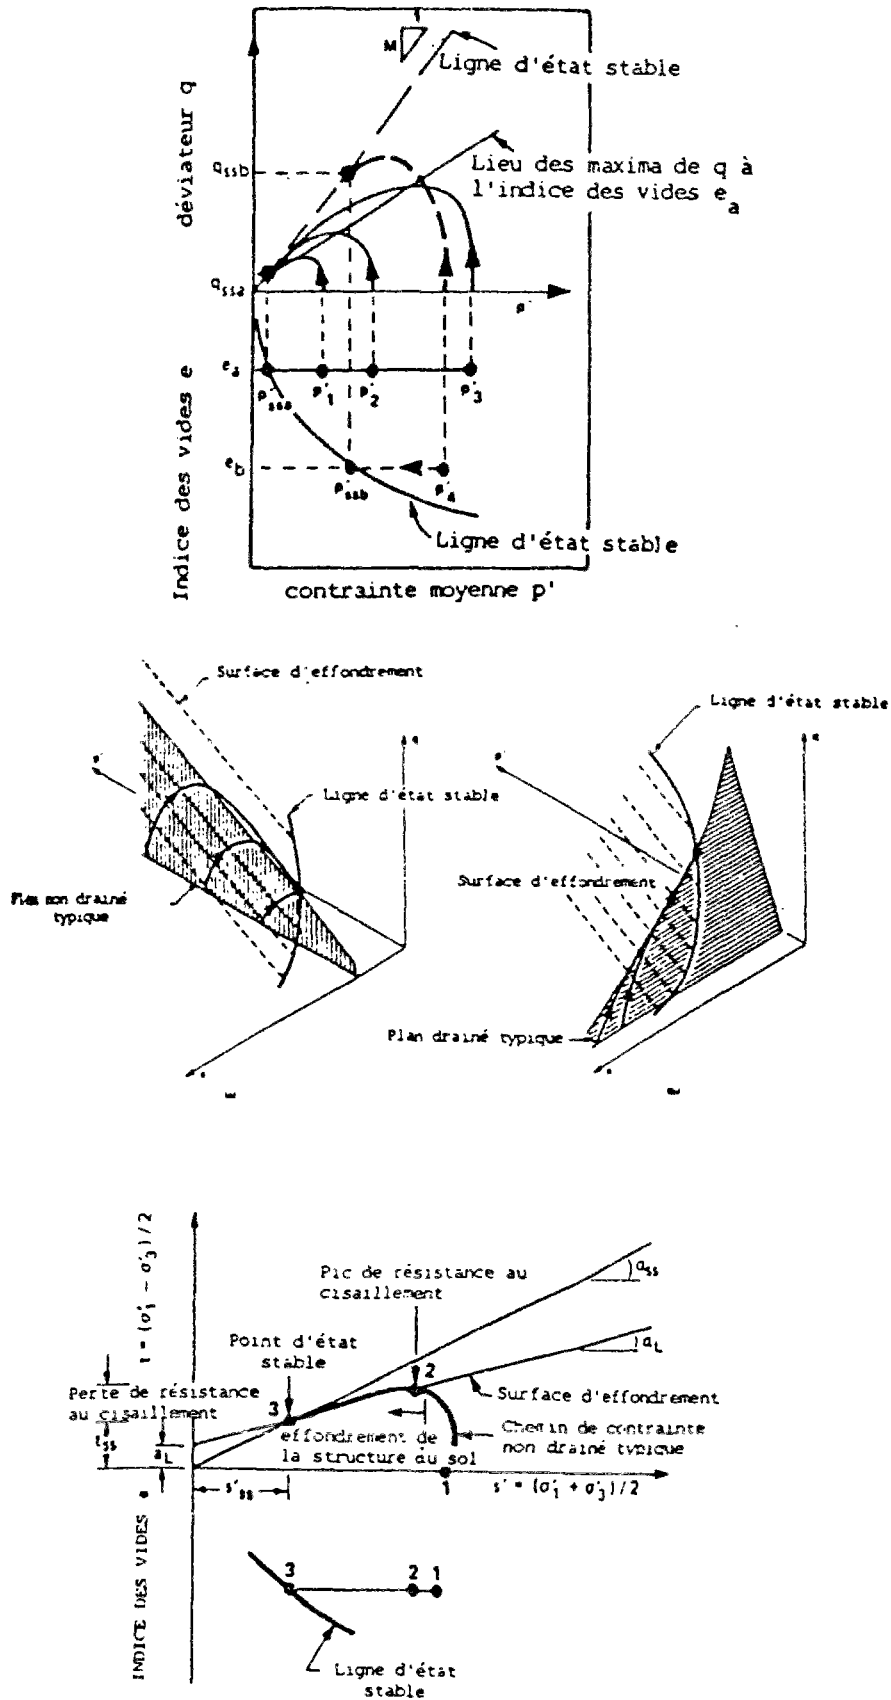 M
Ligne d'état stable
déviateur q
q_ssb
Lieu des maxima de q à
l'indice des vides e_a
q_ssa
p'
e_a
p'_ssa
p'_1
p'_2
p'_3
Indice des vides e
e_b
p'_ssb
p'_4
Ligne d'état stable
contrainte moyenne p'
Surface d'effondrement
Ligne d'état stable
q
p'
Ligne d'état stable
Plan non drainé
typique
p'
Surface d'effondrement
Plan drainé typique
t = (σ'_1 - σ'_3)/2
Pic de résistance au
cisaillement
α_ss
Point d'état
stable
α_L
2
Perte de résistance
au cisaillement
3
Surface d'effondrement
t_ss
effondrement de
la structure du sol
Chemin de contrainte
non drainé typique
a_L
1
s'_ss
s' = (σ'_1 + σ'_3)/2
INDICE DES VIDES e
3
2
1
Ligne d'état
stable